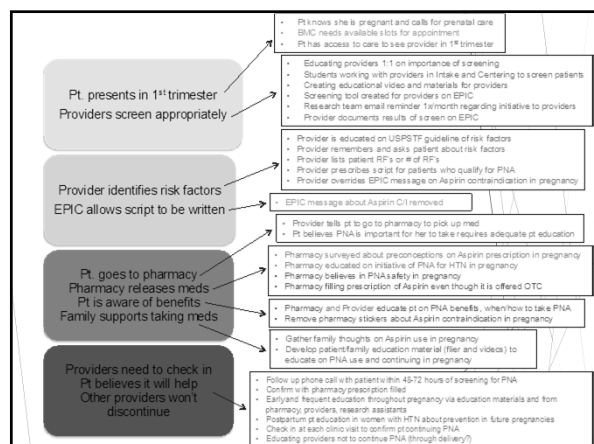 • Pt knows she is pregnant and calls for prenatal care
• BMC needs available slots for appointment
• Pt has access to care to see provider in 1st trimester
Pt. presents in 1st trimester
Providers screen appropriately
• Educating providers 1:1 on importance of screening
• Students working with providers in Intake and Centering to screen patients
• Creating educational video and materials for providers
• Screening tool created for providers on EPIC
• Research team email reminder 1x/month regarding initiative to providers
• Provider documents results of screen on EPIC
Provider identifies risk factors
EPIC allows script to be written
• Provider is educated on USPSTF guideline of risk factors
• Provider remembers and asks patient about risk factors
• Provider lists patient RF's or # of RF's
• Provider prescribes script for patients who qualify for PNA
• Provider overrides EPIC message on Aspirin contraindication in pregnancy
• EPIC message about Aspirin C/I removed
Pt. goes to pharmacy
Pharmacy releases meds
Pt is aware of benefits
Family supports taking meds
• Provider tells pt to go to pharmacy to pick up med
• Pt believes PNA is important for her to take requires adequate pt education
• Pharmacy surveyed about preconceptions on Aspirin prescription in pregnancy
• Pharmacy educated on initiative of PNA for HTN in pregnancy
• Pharmacy believes in PNA safety in pregnancy
• Pharmacy filling prescription of Aspirin even though it is offered OTC
• Pharmacy and Provider educate pt on PNA benefits, when/how to take PNA
• Remove pharmacy stickers about Aspirin contraindication in pregnancy
• Gather family thoughts on Aspirin use in pregnancy
• Develop patient/family education material (flier and videos) to
educate on PNA use and continuing in pregnancy
Providers need to check in
Pt believes it will help
Other providers won't
discontinue
• Follow up phone call with patient within 48-72 hours of screening for PNA
• Confirm with pharmacy prescription filled
• Early and frequent education throughout pregnancy via education materials and from
pharmacy, providers, research assistants
• Postpartum pt education in women with HTN about prevention in future pregnancies
• Check in at each clinic visit to confirm pt continuing PNA
• Educating providers not to continue PNA (through delivery?)